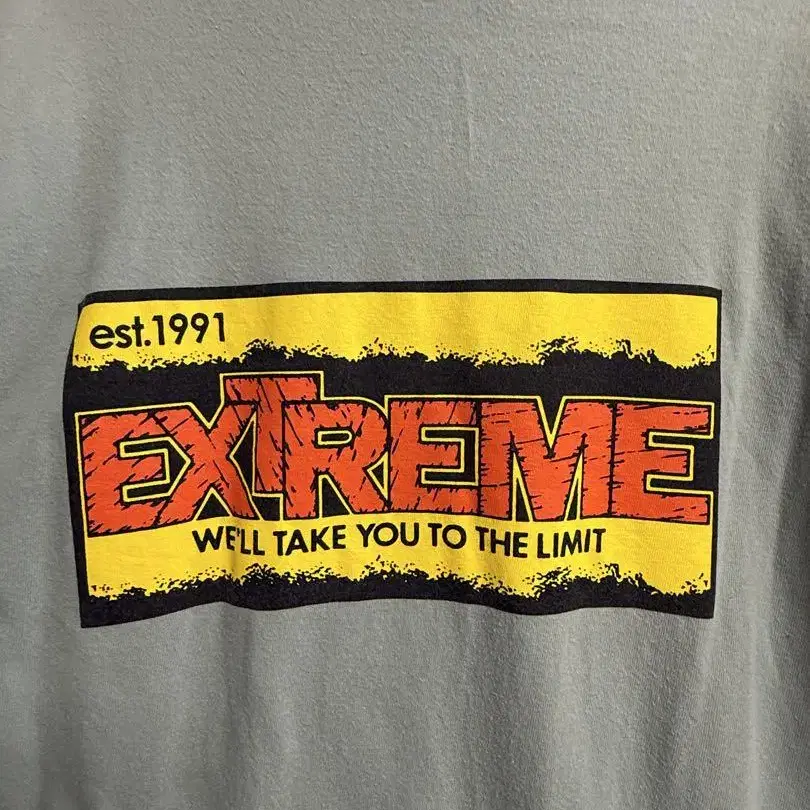 est.1991
EXTREME
WE'LL TAKE YOU TO THE LIMIT